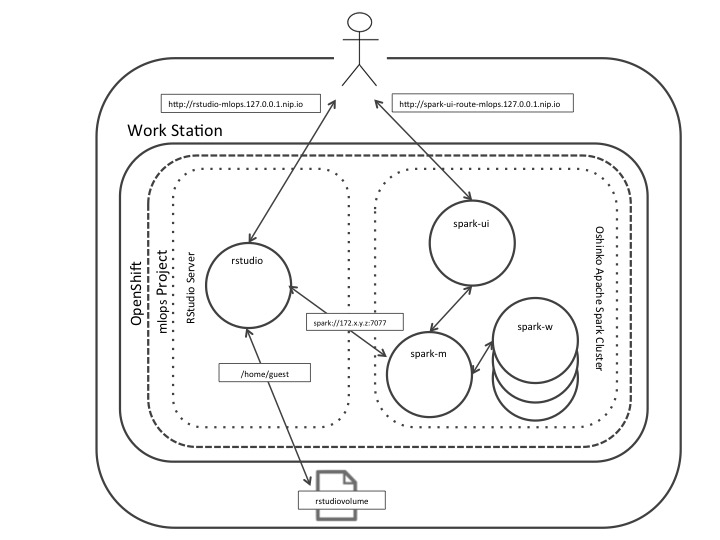 http://rstudio-mlops.127.0.0.1.nip.io
http://spark-ui-route-mlops.127.0.0.1.nip.io
Work Station
OpenShift
mlops Project
RStudio Server
rstudio
spark-ui
Oshinko Apache Spark Cluster
spark://172.x.y.z:7077
spark-m
spark-w
/home/guest
rstudiovolume